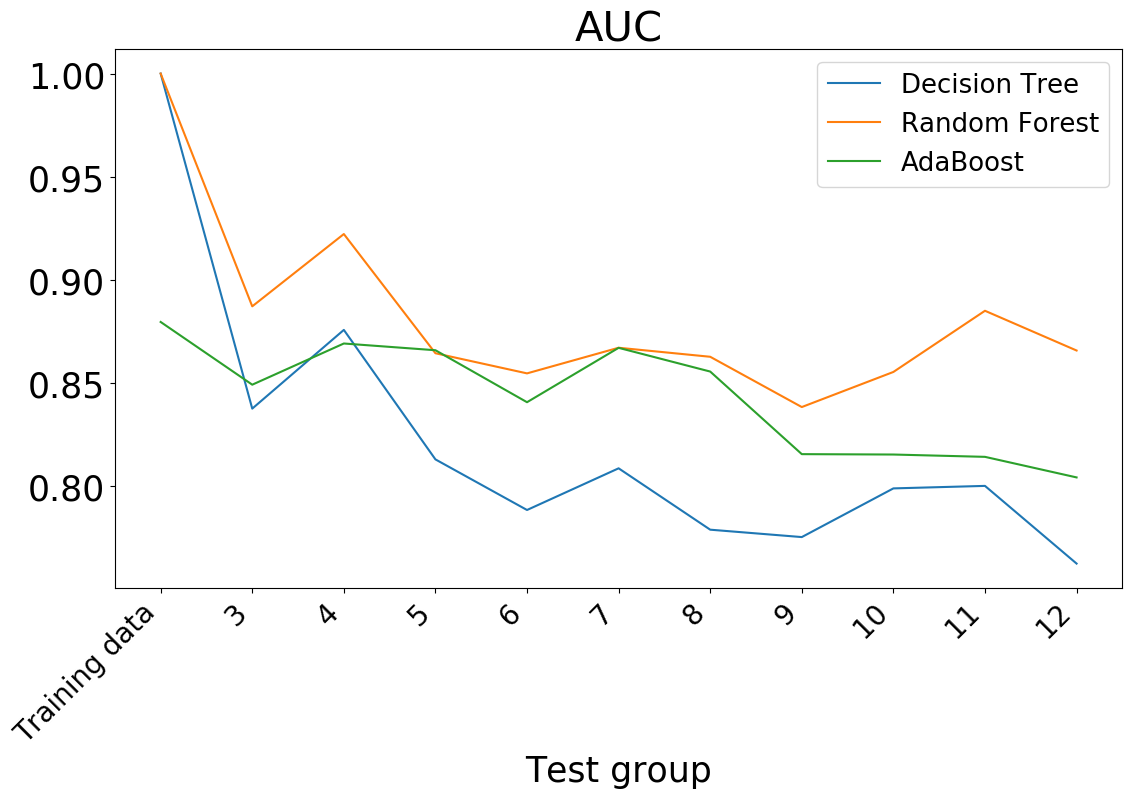 AUC
1.00
0.95
0.90
0.85
0.80
Decision Tree
Random Forest
AdaBoost
Training data
3
4
5
6
7
8
9
10
11
12
Test group